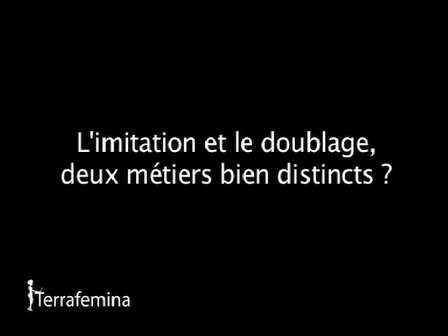 L'imitation et le doublage,
deux métiers bien distincts ?
Terrafemina